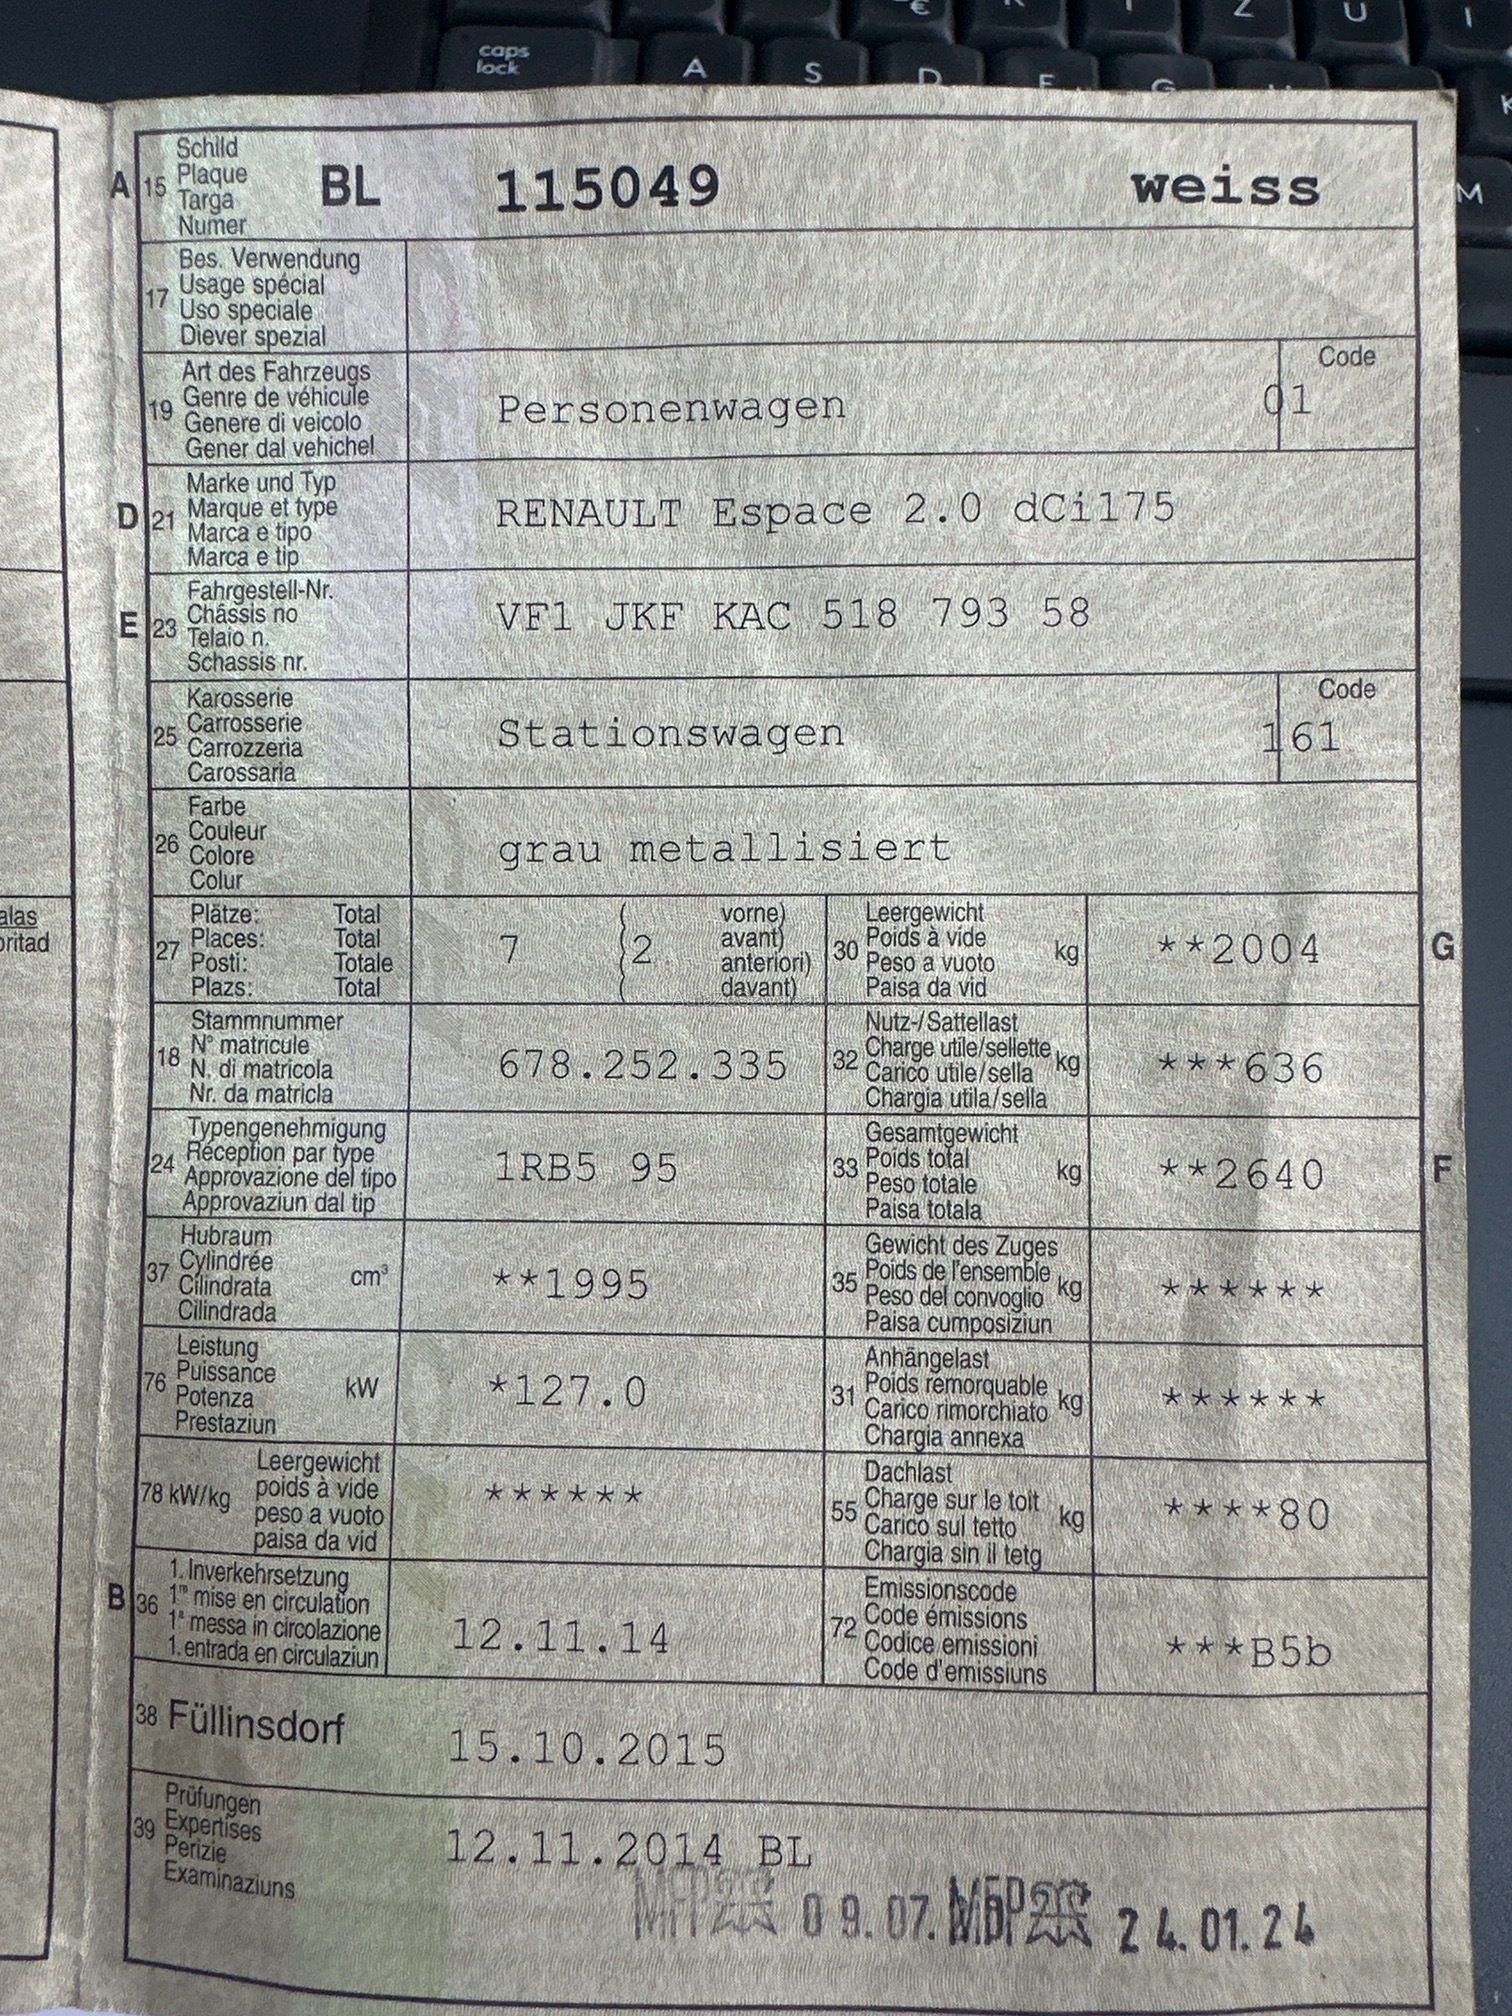 caps lock
A S D F G
€ R T Z U I
K
M
alas
oritad
A 15 Schild BL 115049 weiss
Plaque
Targa
Numer
17 Bes. Verwendung
Usage spécial
Uso speciale
Diever spezial
19 Art des Fahrzeugs Personenwagen Code 01
Genre de véhicule
Genere di veicolo
Gener dal vehichel
D 21 Marke und Typ RENAULT Espace 2.0 dCi175
Marque et type
Marca e tipo
Marca e tip
E 23 Fahrgestell-Nr. VF1 JKF KAC 518 793 58
Châssis no
Telaio n.
Schassis nr.
25 Karosserie Stationswagen Code 161
Carrosserie
Carrozzeria
Carossaria
26 Farbe grau metallisiert
Couleur
Colore
Colur
27 Plätze: Total 7 (2 vorne)
Places: Total avant)
Posti: Totale anteriori)
Plazs: Total davant)
30 Leergewicht kg **2004 G
Poids à vide
Peso a vuoto
Paisa da vid
18 Stammnummer 678.252.335
N° matricule
N. di matricola
Nr. da matricla
32 Nutz-/Sattellast kg ***636
Charge utile/sellette
Carico utile/sella
Chargia utila/sella
24 Typengenehmigung 1RB5 95
Réception par type
Approvazione del tipo
Approvaziun dal tip
33 Gesamtgewicht kg **2640 F
Poids total
Peso totale
Paisa totala
37 Hubraum cm³ **1995
Cylindrée
Cilindrata
Cilindrada
35 Gewicht des Zuges kg ******
Poids de l'ensemble
Peso del convoglio
Paisa cumposiziun
76 Leistung kW *127.0
Puissance
Potenza
Prestaziun
31 Anhängelast kg ******
Poids remorquable
Carico rimorchiato
Chargia annexa
78 kW/kg Leergewicht ******
poids à vide
peso a vuoto
paisa da vid
55 Dachlast kg ****80
Charge sur le toit
Carico sul tetto
Chargia sin il tetg
B 36 1. Inverkehrsetzung 12.11.14
1re mise en circulation
1a messa in circolazione
1. entrada en circulaziun
72 Emissionscode ***B5b
Code émissions
Codice emissioni
Code d'emissiuns
38 Füllinsdorf 15.10.2015
39 Prüfungen 12.11.2014 BL
Expertises
Perizie
Examinaziuns
MFP 09.07. MFP 24.01.24